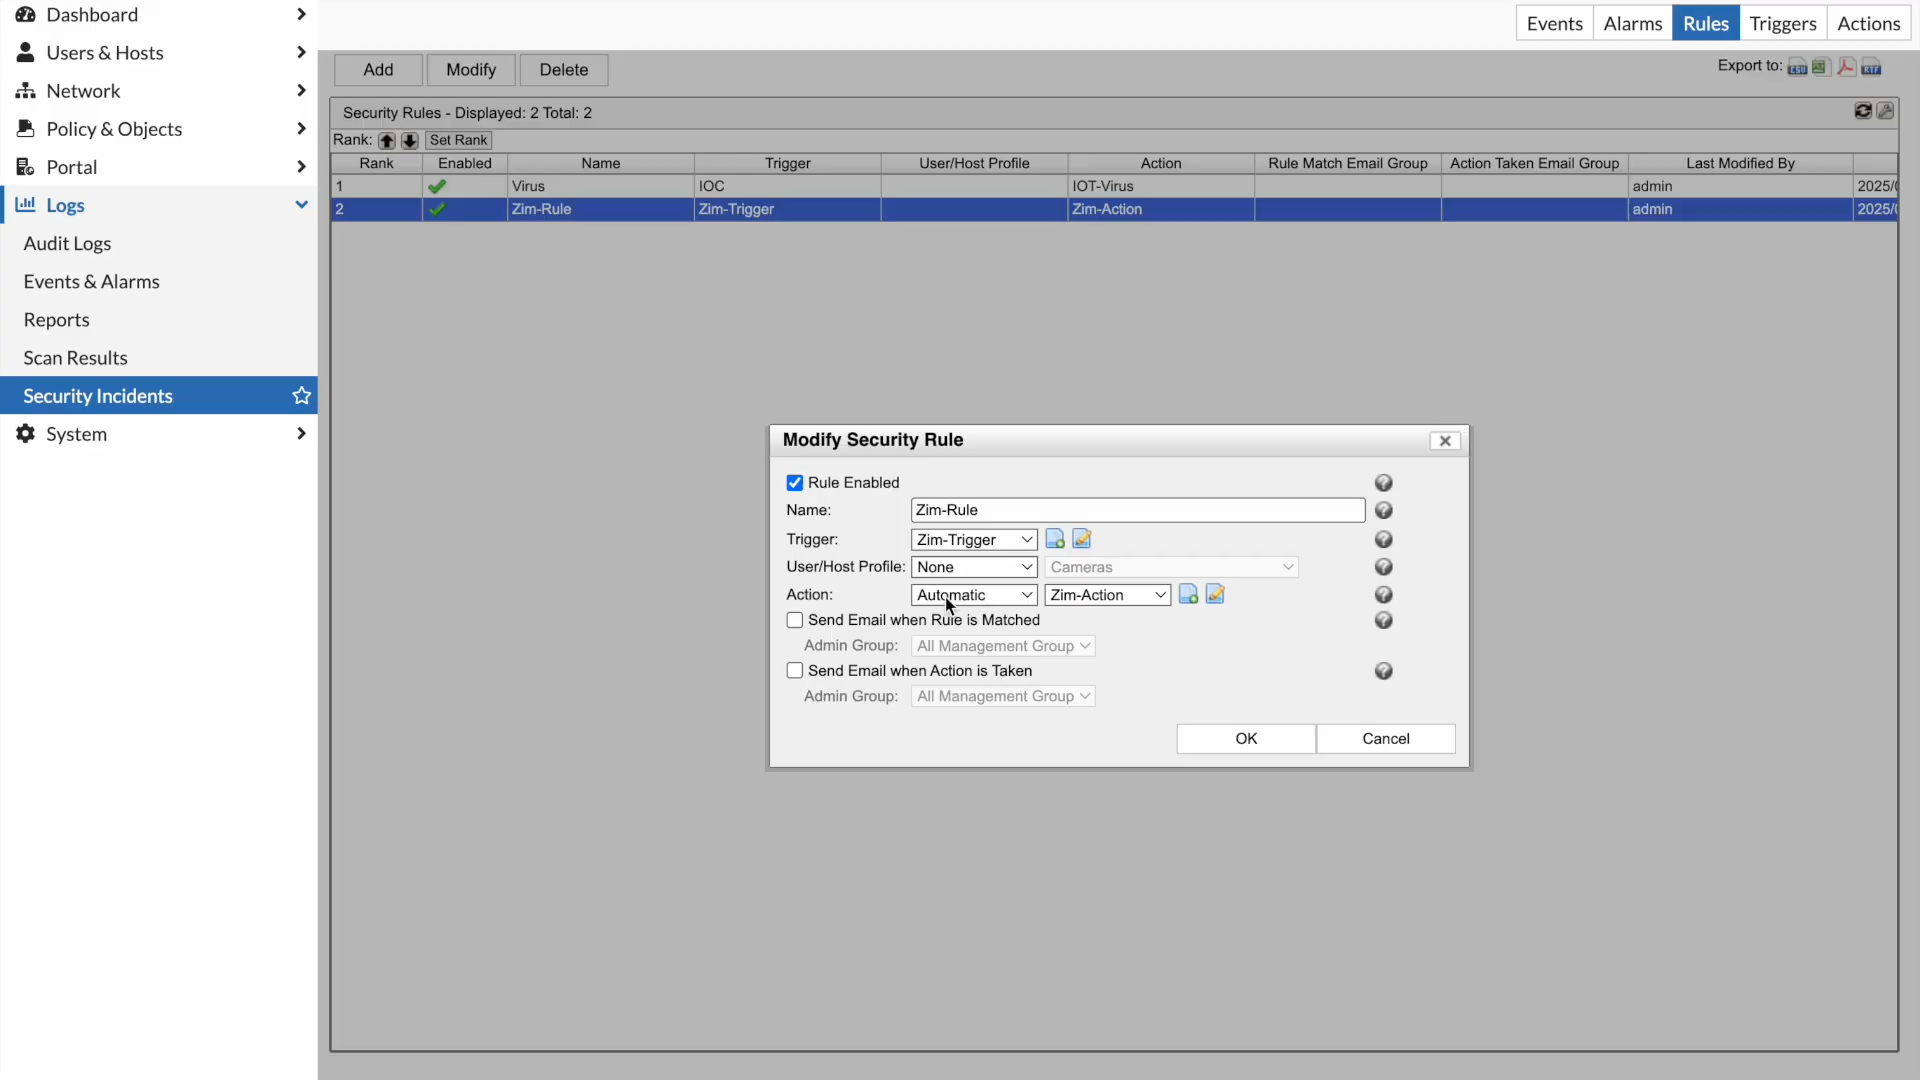 Dashboard
Users & Hosts
Network
Policy & Objects
Portal
Logs
Audit Logs
Events & Alarms
Reports
Scan Results
Security Incidents
System
Events Alarms Rules Triggers Actions
Add Modify Delete
Export to:
Security Rules - Displayed: 2 Total: 2
Rank: Set Rank
Rank Enabled Name Trigger User/Host Profile Action Rule Match Email Group Action Taken Email Group Last Modified By
1 Virus IOC IOT-Virus admin 2025/
2 Zim-Rule Zim-Trigger Zim-Action admin 2025/
Modify Security Rule
Rule Enabled
Name: Zim-Rule
Trigger: Zim-Trigger
User/Host Profile: None Cameras
Action: Automatic Zim-Action
Send Email when Rule is Matched
Admin Group: All Management Group
Send Email when Action is Taken
Admin Group: All Management Group
OK Cancel